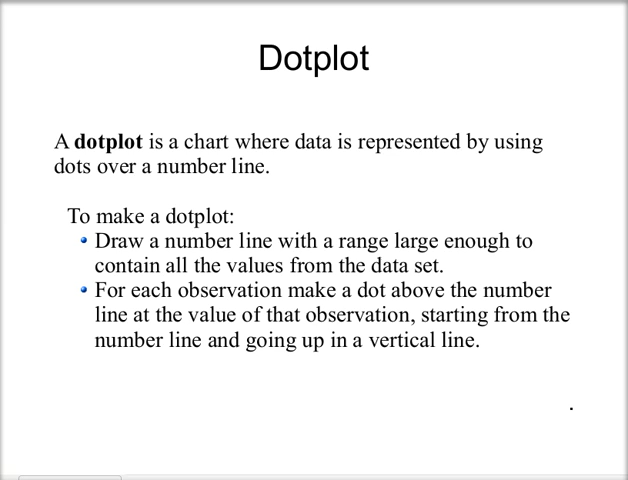 Dotplot
A dotplot is a chart where data is represented by using
dots over a number line.
To make a dotplot:
Draw a number line with a range large enough to
contain all the values from the data set.
For each observation make a dot above the number
line at the value of that observation, starting from the
number line and going up in a vertical line.